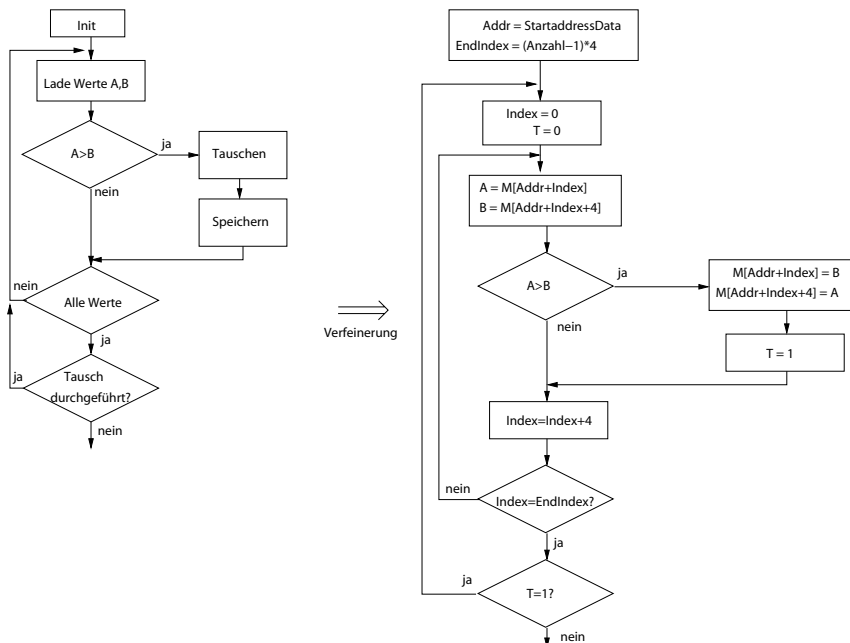 Init
Lade Werte A,B
A>B
ja
nein
Tauschen
Speichern
nein
Alle Werte
ja
ja
Tausch
durchgeführt?
nein
Verfeinerung
Addr = StartaddressData
EndIndex = (Anzahl−1)*4
Index = 0
T = 0
A = M[Addr+Index]
B = M[Addr+Index+4]
A>B
ja
nein
M[Addr+Index] = B
M[Addr+Index+4] = A
T = 1
Index=Index+4
nein
Index=EndIndex?
ja
ja
T=1?
nein